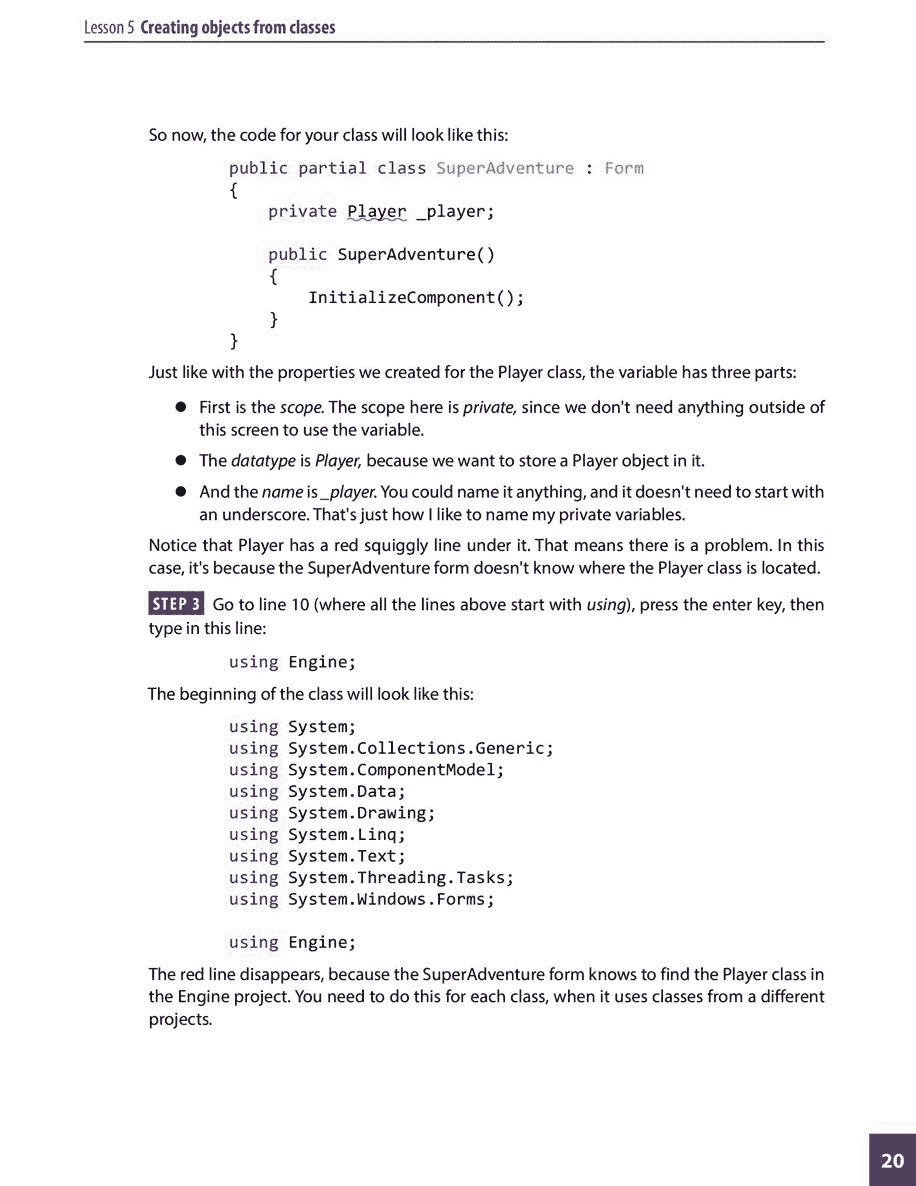 Lesson 5 Creating objects from classes
So now, the code for your class will look like this:
public partial class SuperAdventure : Form
{
private Player _player;
public SuperAdventure()
{
InitializeComponent();
}
}
Just like with the properties we created for the Player class, the variable has three parts:
● First is the scope. The scope here is private, since we don't need anything outside of
this screen to use the variable.
● The datatype is Player, because we want to store a Player object in it.
● And the name is _player. You could name it anything, and it doesn't need to start with
an underscore. That's just how I like to name my private variables.
Notice that Player has a red squiggly line under it. That means there is a problem. In this
case, it's because the SuperAdventure form doesn't know where the Player class is located.
STEP 3 Go to line 10 (where all the lines above start with using), press the enter key, then
type in this line:
using Engine;
The beginning of the class will look like this:
using System;
using System.Collections.Generic;
using System.ComponentModel;
using System.Data;
using System.Drawing;
using System.Linq;
using System.Text;
using System.Threading.Tasks;
using System.Windows.Forms;
using Engine;
The red line disappears, because the SuperAdventure form knows to find the Player class in
the Engine project. You need to do this for each class, when it uses classes from a different
projects.
20